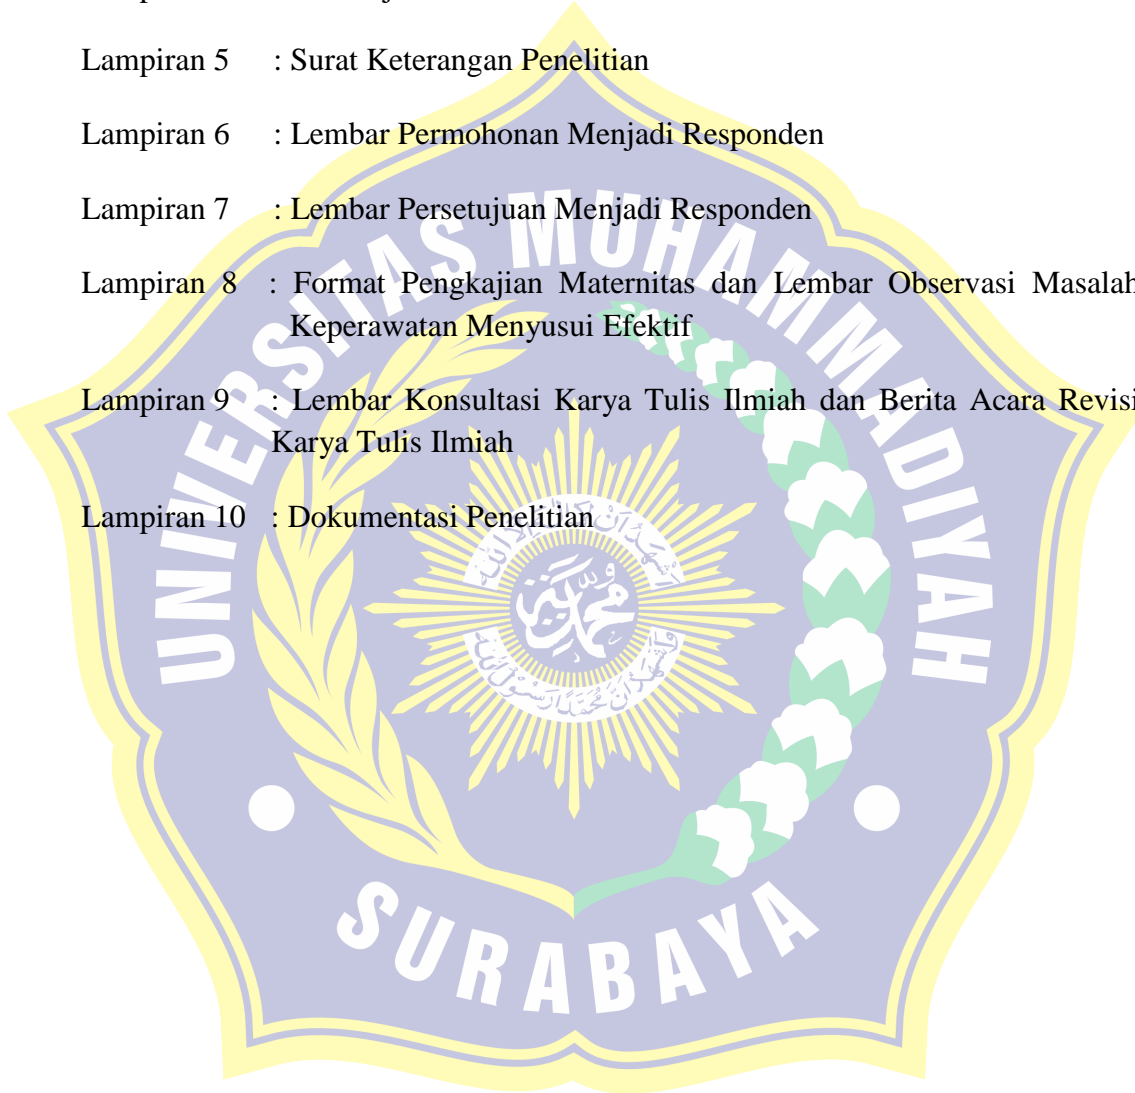 Lampiran 5 : Surat Keterangan Penelitian
Lampiran 6 : Lembar Permohonan Menjadi Responden
Lampiran 7 : Lembar Persetujuan Menjadi Responden
Lampiran 8 : Format Pengkajian Maternitas dan Lembar Observasi Masalah
Keperawatan Menyusui Efektif
Lampiran 9 : Lembar Konsultasi Karya Tulis Ilmiah dan Berita Acara Revisi
Karya Tulis Ilmiah
Lampiran 10 : Dokumentasi Penelitian
UNIVERSITAS MUHAMMADIYAH
SURABAYA